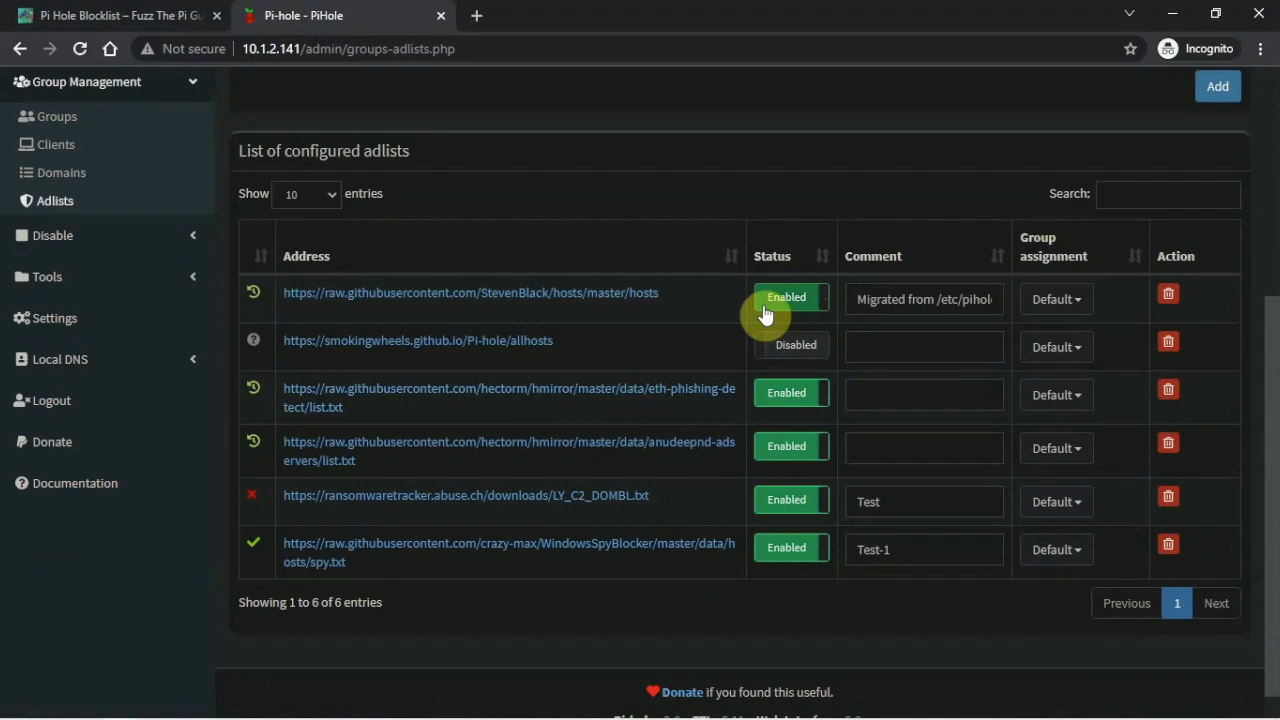 Pi Hole Blocklist – Fuzz The Pi Gu
Pi-hole - PiHole
Not secure
10.1.2.141/admin/groups-adlists.php
Incognito
Group Management
Groups
Clients
Domains
Adlists
Disable
Tools
Settings
Local DNS
Logout
Donate
Documentation
Add
List of configured adlists
Show 10 entries
Search:
Address Status Comment Group assignment Action
https://raw.githubusercontent.com/StevenBlack/hosts/master/hosts Enabled Migrated from /etc/pihol Default
https://smokingwheels.github.io/Pi-hole/allhosts Disabled Default
https://raw.githubusercontent.com/hectorm/hmirror/master/data/eth-phishing-de Enabled Default
tect/list.txt
https://raw.githubusercontent.com/hectorm/hmirror/master/data/anudeepnd-ads Enabled Default
ervers/list.txt
https://ransomwaretracker.abuse.ch/downloads/LY_C2_DOMBL.txt Enabled Test Default
https://raw.githubusercontent.com/crazy-max/WindowsSpyBlocker/master/data/h Enabled Test-1 Default
osts/spy.txt
Showing 1 to 6 of 6 entries
Previous 1 Next
Donate if you found this useful.